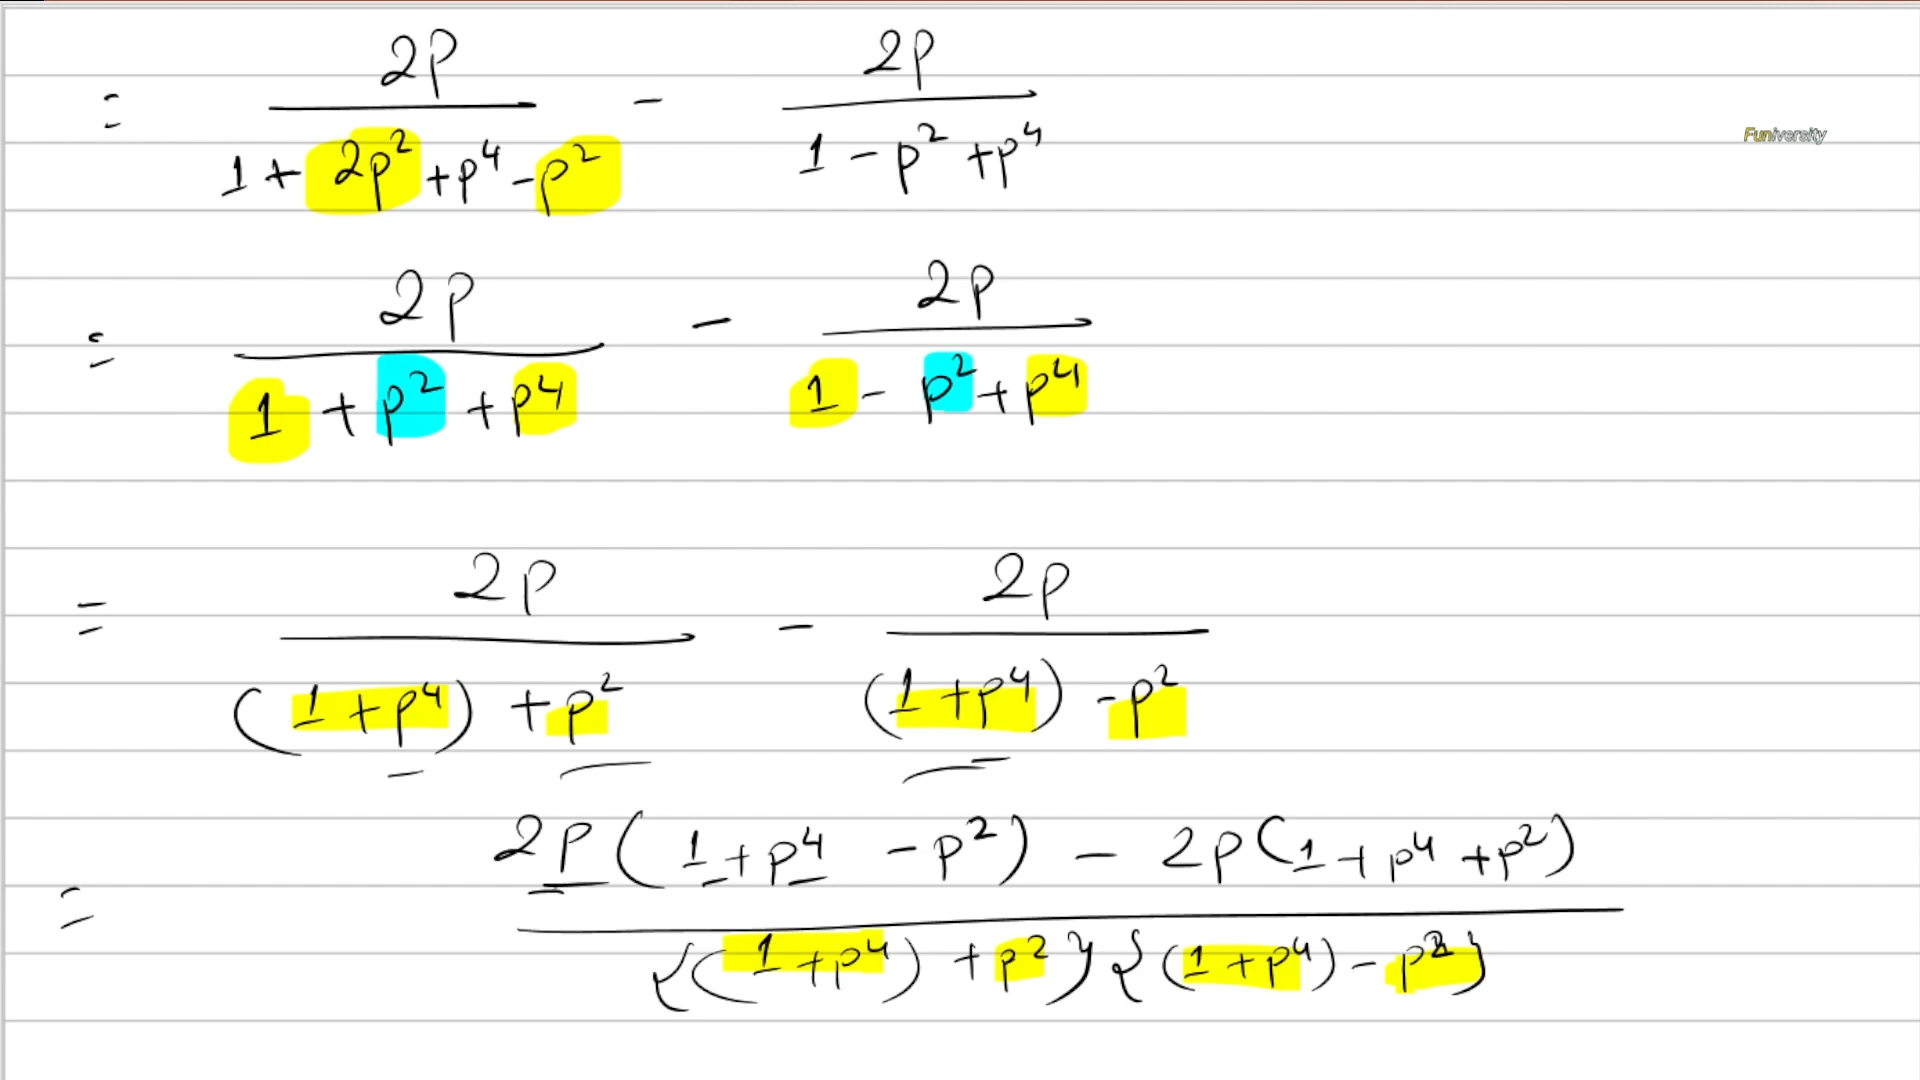 = 2p / (1 + 2p² + p⁴ - p²) - 2p / (1 - p² + p⁴)
Funiversity
= 2p / (1 + p² + p⁴) - 2p / (1 - p² + p⁴)
= 2p / ((1 + p⁴) + p²) - 2p / ((1 + p⁴) - p²)
= (2p(1 + p⁴ - p²) - 2p(1 + p⁴ + p²)) / ({(1 + p⁴) + p²}{(1 + p⁴) - p²})